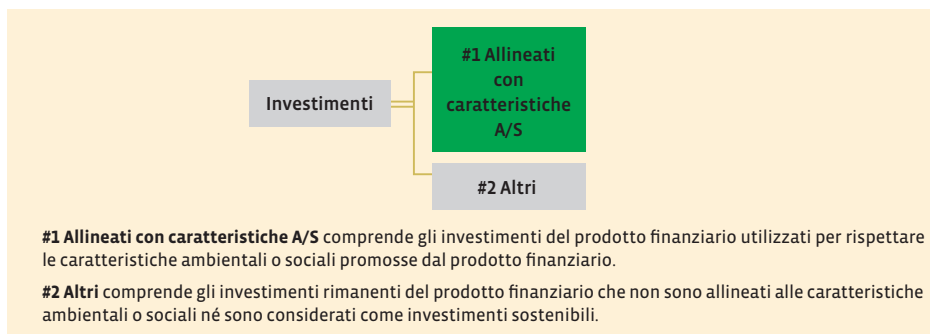 #1 Allineati
con
caratteristiche
A/S
Investimenti
#2 Altri
#1 Allineati con caratteristiche A/S comprende gli investimenti del prodotto finanziario utilizzati per rispettare
le caratteristiche ambientali o sociali promosse dal prodotto finanziario.
#2 Altri comprende gli investimenti rimanenti del prodotto finanziario che non sono allineati alle caratteristiche
ambientali o sociali né sono considerati come investimenti sostenibili.